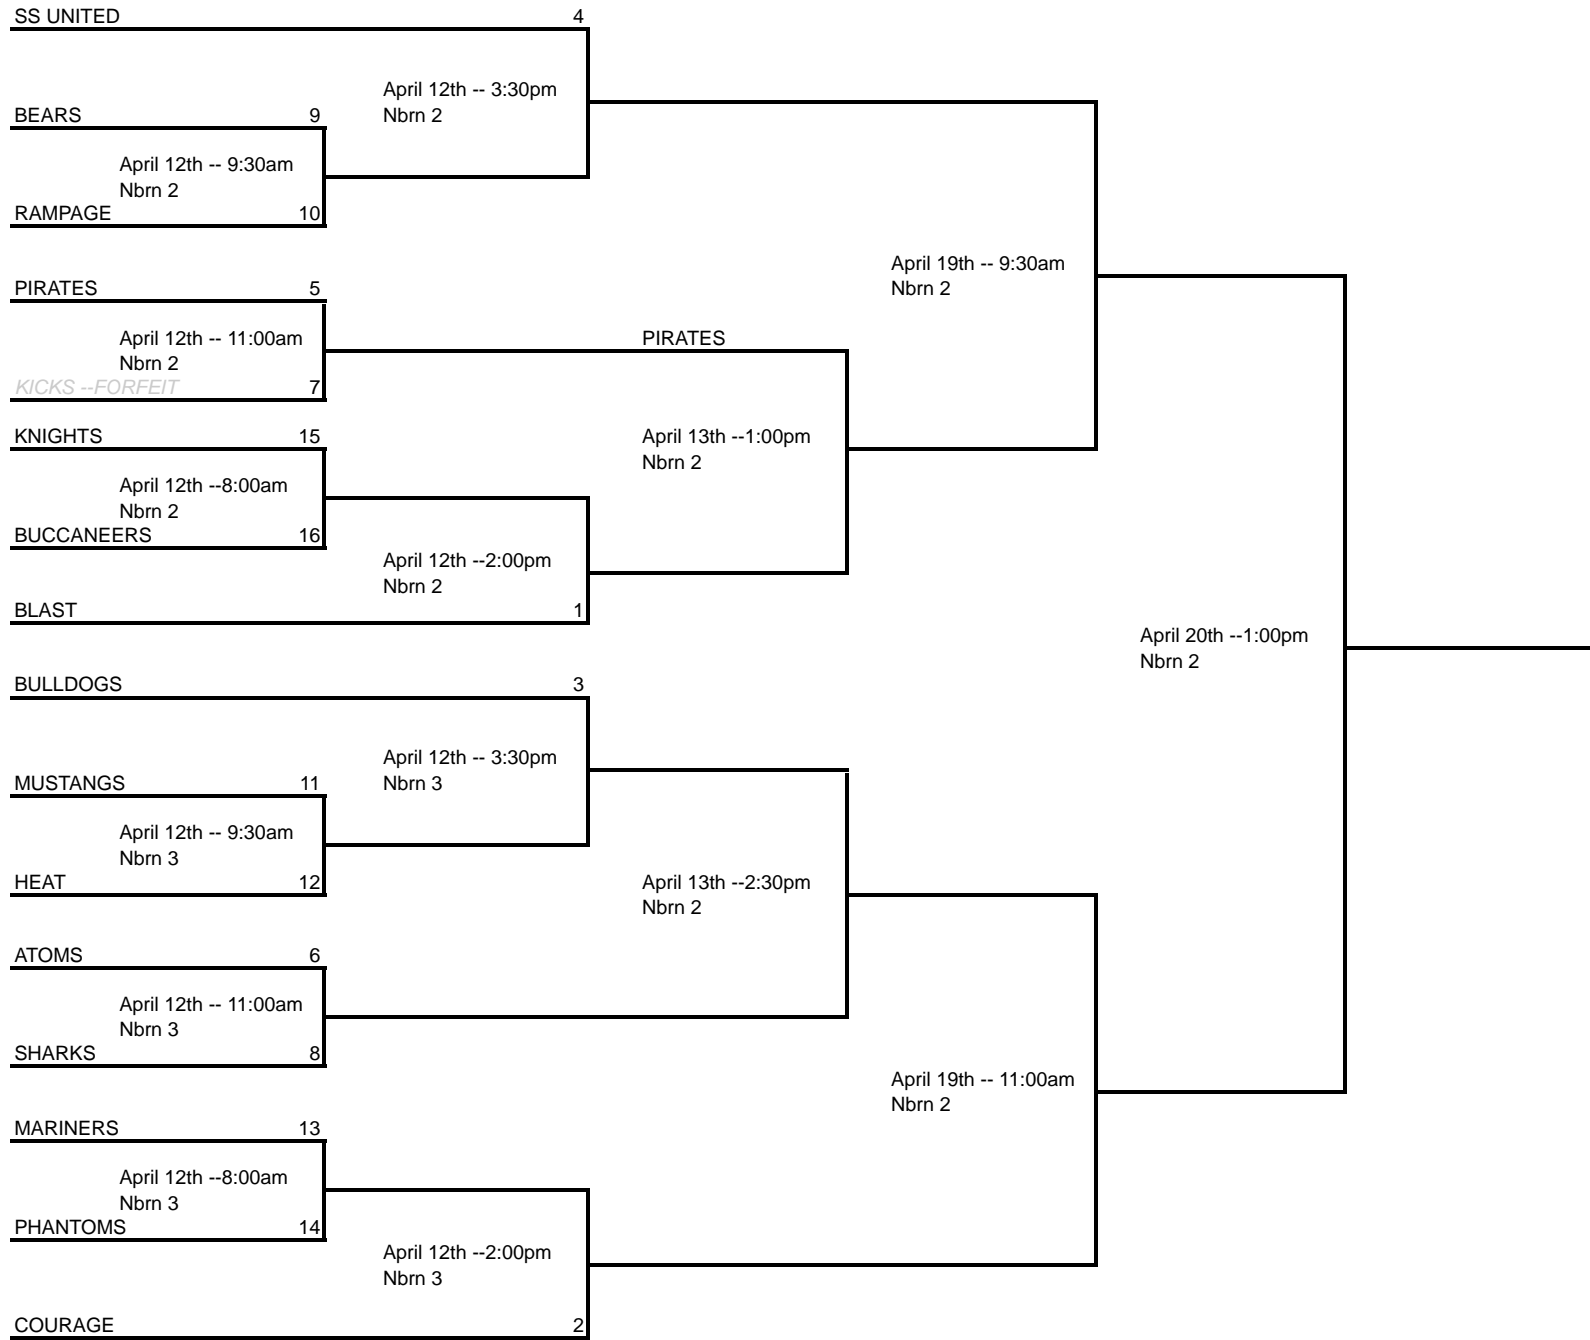 SS UNITED 4
April 12th -- 3:30pm
Nbrn 2
BEARS 9
April 12th -- 9:30am
Nbrn 2
RAMPAGE 10
April 19th -- 9:30am
Nbrn 2
PIRATES 5
April 12th -- 11:00am
Nbrn 2
PIRATES
KICKS --FORFEIT 7
KNIGHTS 15
April 13th --1:00pm
Nbrn 2
April 12th --8:00am
Nbrn 2
BUCCANEERS 16
April 12th --2:00pm
Nbrn 2
BLAST 1
April 20th --1:00pm
Nbrn 2
BULLDOGS 3
April 12th -- 3:30pm
Nbrn 3
MUSTANGS 11
April 12th -- 9:30am
Nbrn 3
HEAT 12
April 13th --2:30pm
Nbrn 2
ATOMS 6
April 12th -- 11:00am
Nbrn 3
SHARKS 8
April 19th -- 11:00am
Nbrn 2
MARINERS 13
April 12th --8:00am
Nbrn 3
PHANTOMS 14
April 12th --2:00pm
Nbrn 3
COURAGE 2